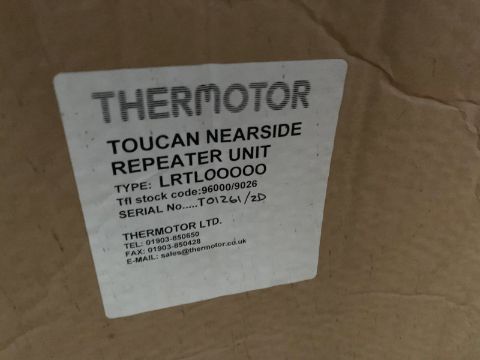 THERMOTOR
TOUCAN NEARSIDE
REPEATER UNIT
TYPE: LRTL00000
Tfl stock code:96000/9026
SERIAL No.....T01261/2D
THERMOTOR LTD.
TEL: 01903-850650
FAX: 01903-850428
E-MAIL: sales@thermotor.co.uk